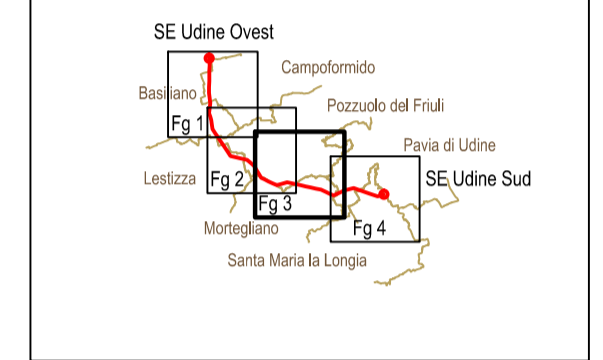 SE Udine Ovest
Campoformido
Basiliano
Pozzuolo del Friuli
Fg 1
Pavia di Udine
Lestizza
Fg 2
SE Udine Sud
Fg 3
Mortegliano
Fg 4
Santa Maria la Longia